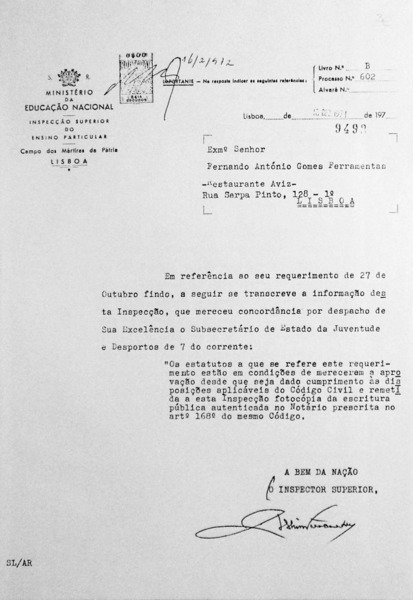 16/2/972
S. R.
MINISTÉRIO
DA
EDUCAÇÃO NACIONAL
INSPECÇÃO SUPERIOR
DO
ENSINO PARTICULAR
Campo dos Mártires da Pátria
LISBOA
IMPORTANTE — Na resposta indicar as seguintes referências:
Livro N.º B
Processo N.º 602
Alvará N.º
Lisboa, de de 197
9493
Exmº Senhor
Fernando António Gomes Ferramentas
-Restaurante Aviz-
Rua Serpa Pinto, 128 - 1º
LISBOA
Em referência ao seu requerimento de 27 de
Outubro findo, a seguir se transcreve a informação des
ta Inspecção, que mereceu concordância por despacho de
Sua Excelência o Subsecretário de Estado da Juventude
e Desportos de 7 do corrente:
"Os estatutos a que se refere este requeri-
mento estão em condições de mereceram a apro
vação desde que seja dado cumprimento às dis
posições aplicáveis do Código Civil e remeti
da a esta Inspecção fotocópia da escritura
pública autenticada no Notário prescrita no
artº 168º do mesmo Código.
A BEM DA NAÇÃO
O INSPECTOR SUPERIOR,
SL/AR